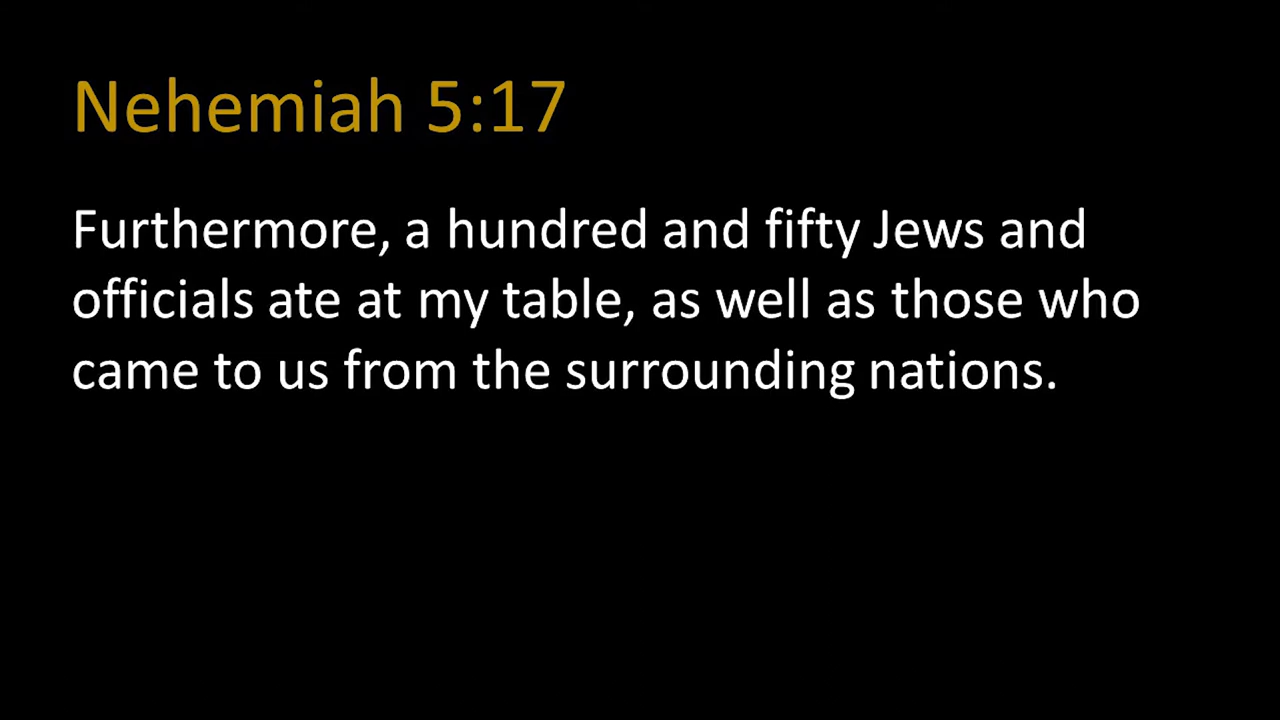 Nehemiah 5:17
Furthermore, a hundred and fifty Jews and
officials ate at my table, as well as those who
came to us from the surrounding nations.